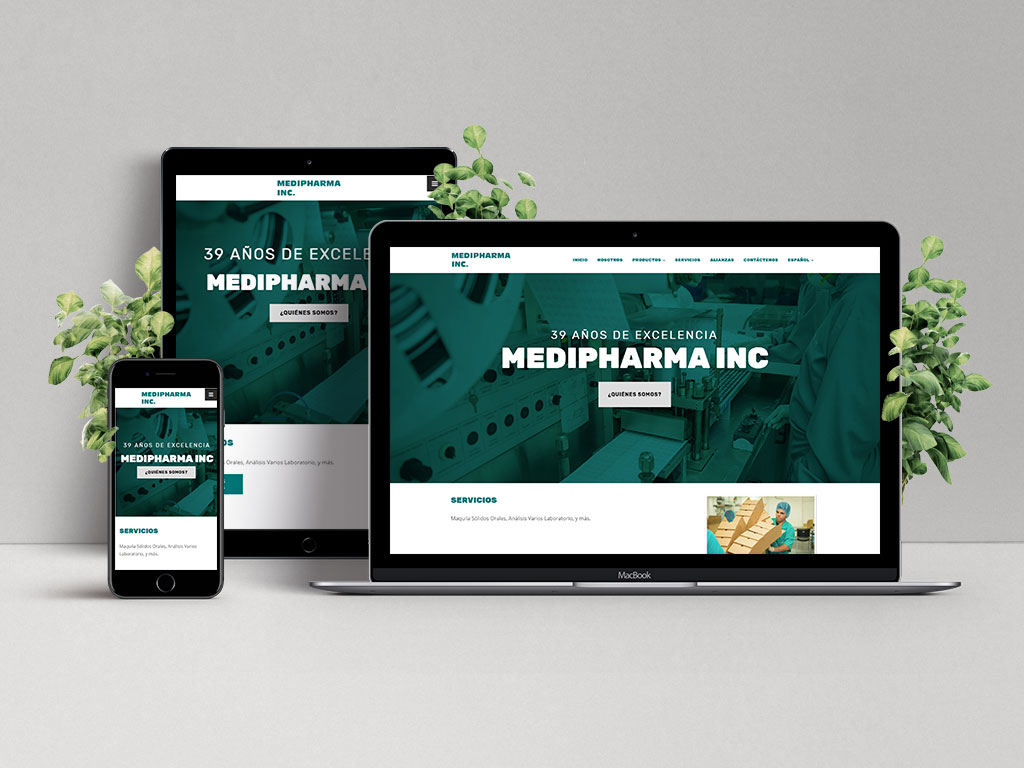 MEDIPHARMA
INC.
39 AÑOS DE EXCELE
MEDIPHARMA
¿QUIÉNES SOMOS?
OS
Orales, Análisis Varios Laboratorio, y más.
MEDIPHARMA
INC.
INICIO NOSOTROS PRODUCTOS SERVICIOS ALIANZAS CONTÁCTENOS ESPAÑOL
39 AÑOS DE EXCELENCIA
MEDIPHARMA INC
¿QUIÉNES SOMOS?
SERVICIOS
Maquila Sólidos Orales, Análisis Varios Laboratorio, y más.
MacBook
MEDIPHARMA
INC.
39 AÑOS DE EXCELENCIA
MEDIPHARMA INC
¿QUIÉNES SOMOS?
SERVICIOS
Maquila Sólidos Orales, Análisis Varios
Laboratorio, y más.